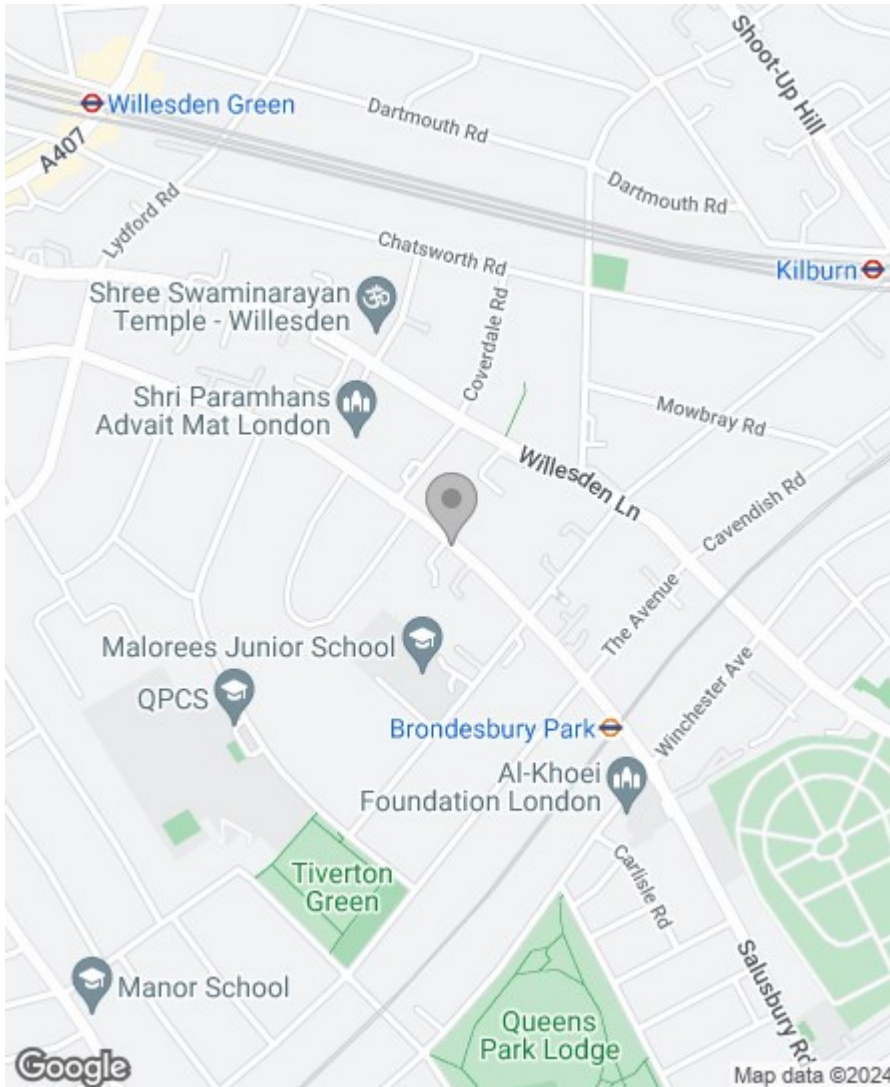 Shoot-Up Hill
Willesden Green
A407
Dartmouth Rd
Dartmouth Rd
Lydford Rd
Chatsworth Rd
Kilburn
Shree Swaminarayan
Temple - Willesden
Coverdale Rd
Shri Paramhans
Advait Mat London
Mowbray Rd
Willesden Ln
Cavendish Rd
The Avenue
Malorees Junior School
QPCS
Winchester Ave
Brondesbury Park
Al-Khoei
Foundation London
Tiverton
Green
Carlisle Rd
Manor School
Salusbury Rd
Queens
Park Lodge
Google
Map data ©2024